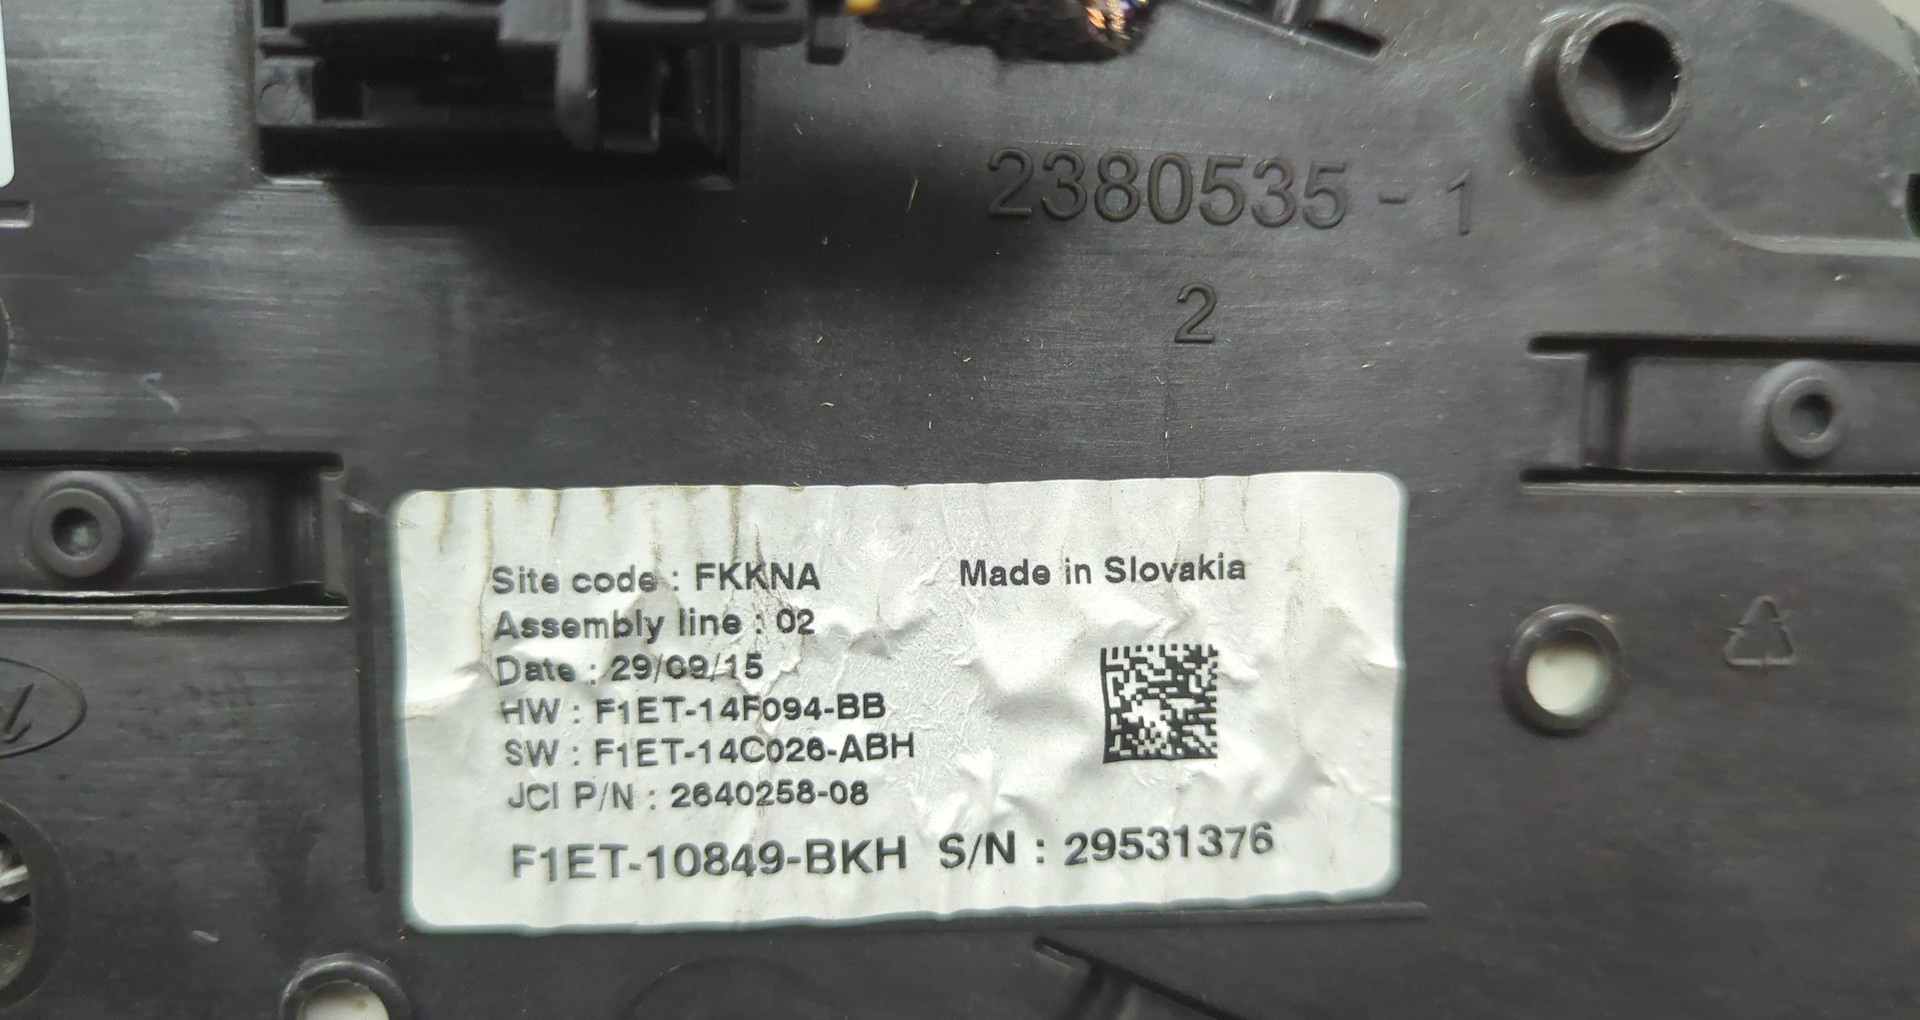 2380535-1
2
Site code : FKKNA
Made in Slovakia
Assembly line : 02
Date : 29/09/15
HW : F1ET-14F094-BB
SW : F1ET-14C026-ABH
JCI P/N : 2640258-08
F1ET-10849-BKH S/N : 29531376